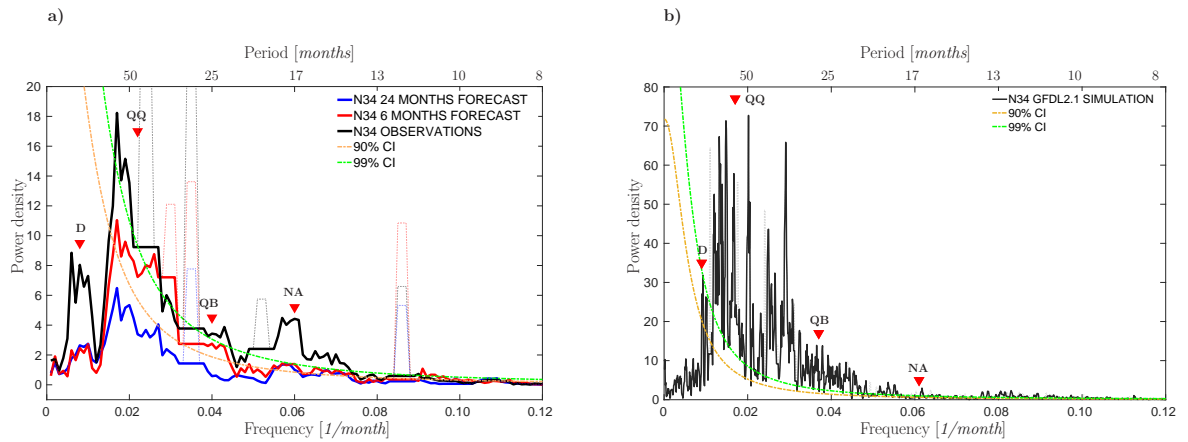 a)
Period [months]
50 25 17 13 10 8
20
18
16
14
12
10
8
6
4
2
0
Power density
N34 24 MONTHS FORECAST
N34 6 MONTHS FORECAST
N34 OBSERVATIONS
90% CI
99% CI
QQ
D
QB
NA
0 0.02 0.04 0.06 0.08 0.10 0.12
Frequency [1/month]
b)
Period [months]
50 25 17 13 10 8
80
70
60
50
40
30
20
10
0
Power density
N34 GFDL2.1 SIMULATION
90% CI
99% CI
QQ
D
QB
NA
0 0.02 0.04 0.06 0.08 0.10 0.12
Frequency [1/month]